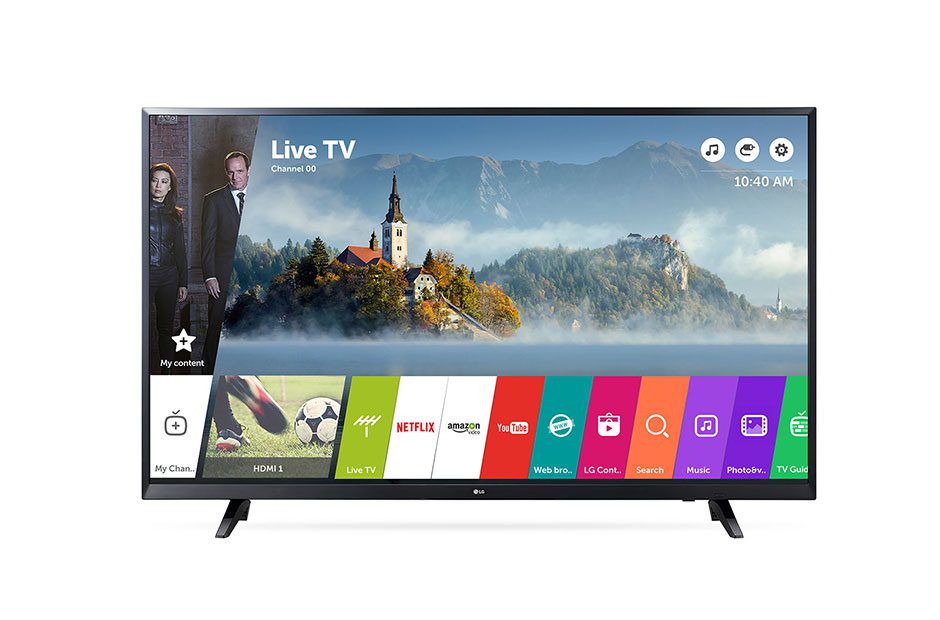 Live TV
Channel 00
10:40 AM
My content
My Chan..
HDMI 1
Live TV
NETFLIX
amazon
video
YouTube
Web bro..
WWW
LG Cont..
Search
Music
Photo&v..
TV Guid
LG